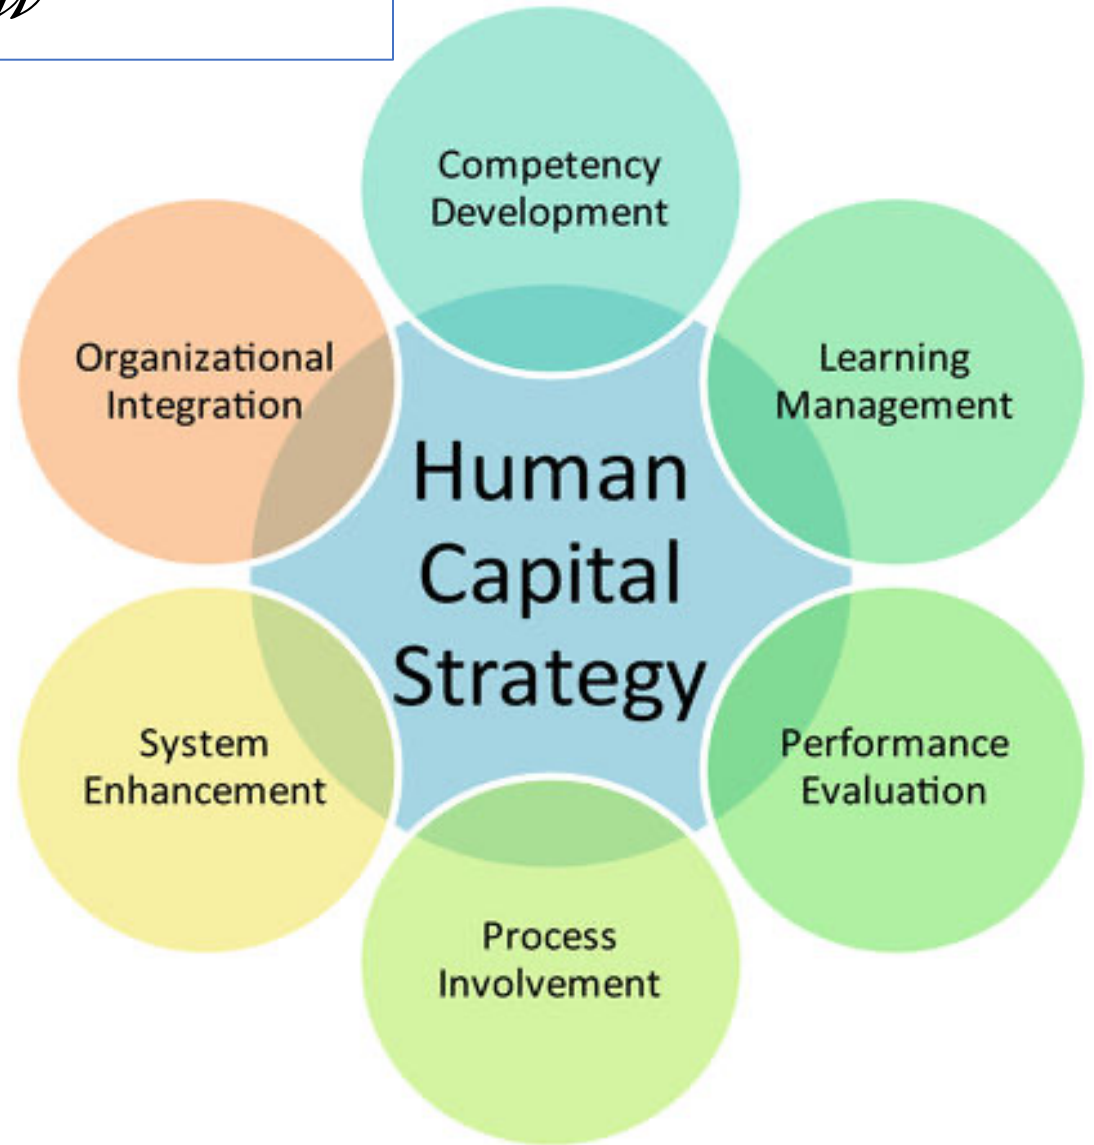 Competency
Development
Organizational
Integration
Learning
Management
Human
Capital
Strategy
System
Enhancement
Performance
Evaluation
Process
Involvement